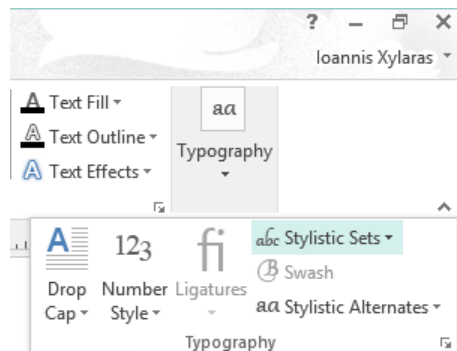 ?
Ioannis Xylaras
A Text Fill
A Text Outline
A Text Effects
aa
Typography
A
Drop Cap
123
Number Style
fi
Ligatures
abc Stylistic Sets
B Swash
aa Stylistic Alternates
Typography